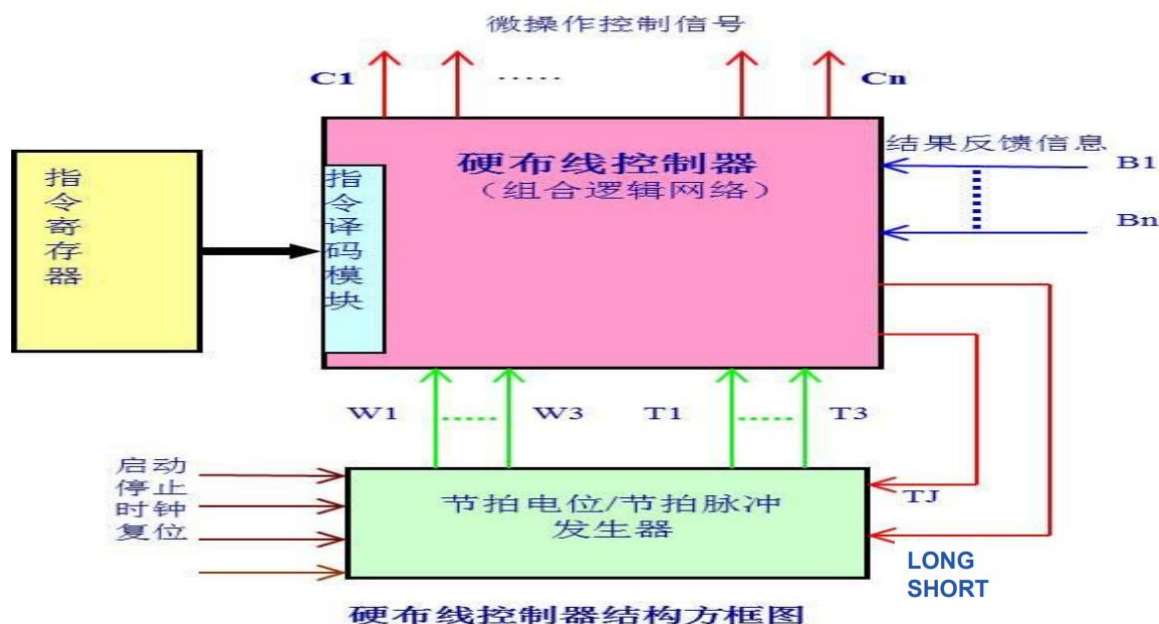 微操作控制信号
C1
.....
Cn
硬布线控制器
（组合逻辑网络）
指令寄存器
指令译码模块
结果反馈信息
B1
Bn
W1
W3
T1
T3
启动
停止
时钟
复位
节拍电位/节拍脉冲
发生器
TJ
LONG
SHORT
硬布线控制器结构方框图